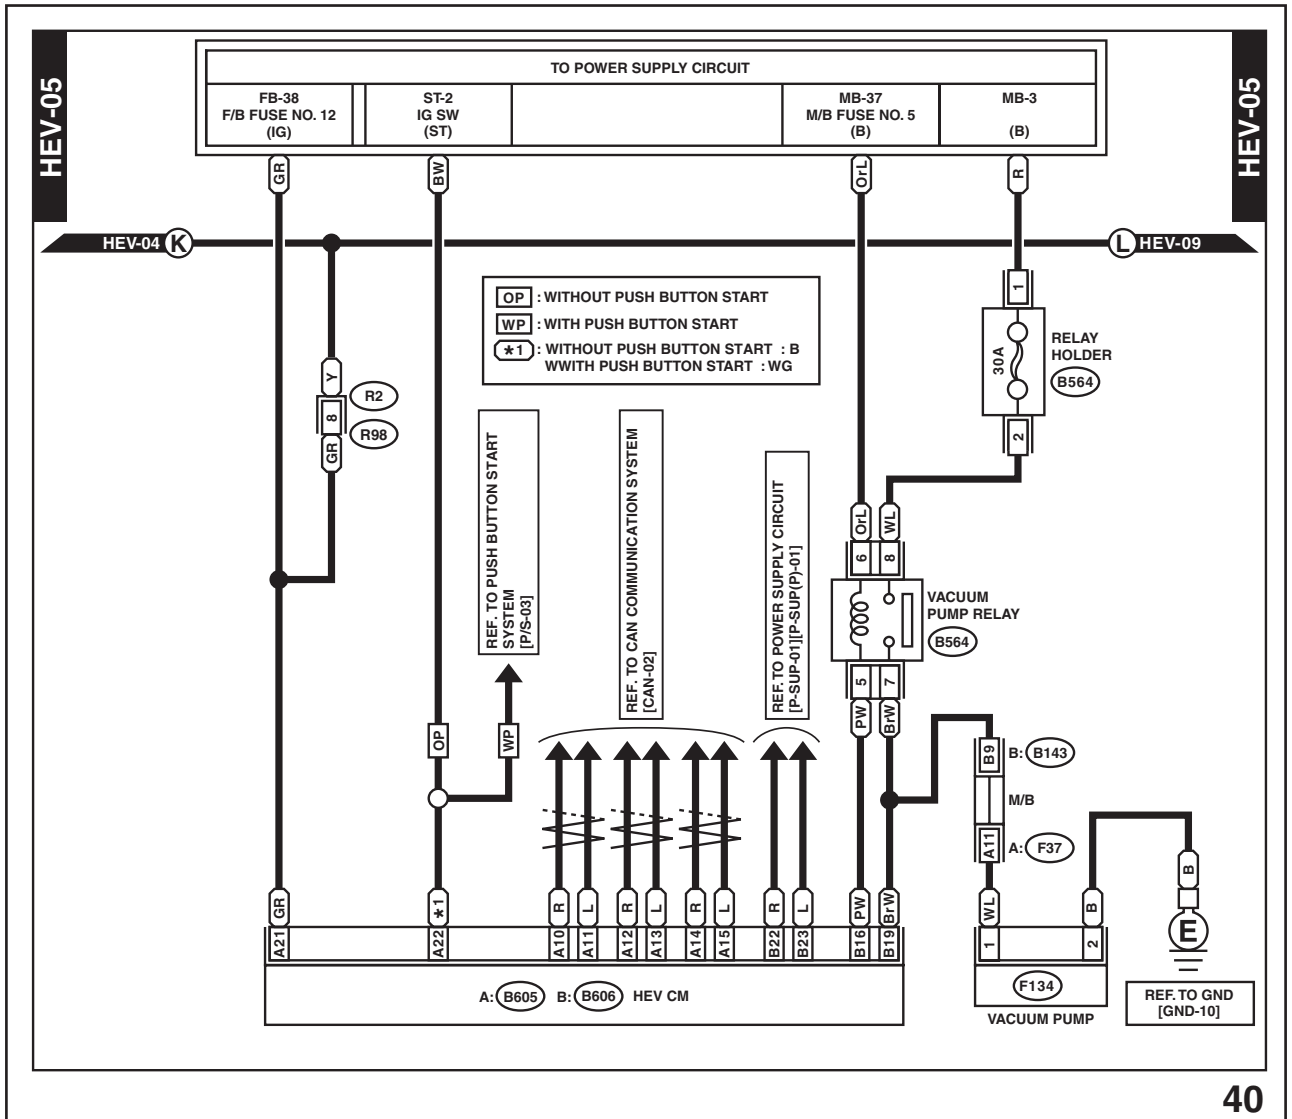 HEV-05
HEV-05
TO POWER SUPPLY CIRCUIT
FB-38
F/B FUSE NO. 12
(IG)
ST-2
IG SW
(ST)
MB-37
M/B FUSE NO. 5
(B)
MB-3
(B)
GR
BW
OrL
R
HEV-04
K
L
HEV-09
OP : WITHOUT PUSH BUTTON START
WP : WITH PUSH BUTTON START
*1 : WITHOUT PUSH BUTTON START : B
WWITH PUSH BUTTON START : WG
1
30A
RELAY
HOLDER
B564
2
Y
R2
8
R98
GR
REF. TO PUSH BUTTON START
SYSTEM
[P/S-03]
REF. TO CAN COMMUNICATION SYSTEM
[CAN-02]
REF. TO POWER SUPPLY CIRCUIT
[P-SUP-01][P-SUP(P)-01]
OrL
WL
6
8
VACUUM
PUMP RELAY
B564
5
7
PW
BrW
OP
WP
B9
B: B143
M/B
A11
A: F37
B
GR
*1
R
L
R
L
R
L
R
L
PW
BrW
WL
B
E
A21
A22
A10
A11
A12
A13
A14
A15
B22
B23
B16
B19
1
2
A: B605 B: B606 HEV CM
F134
VACUUM PUMP
REF. TO GND
[GND-10]
40